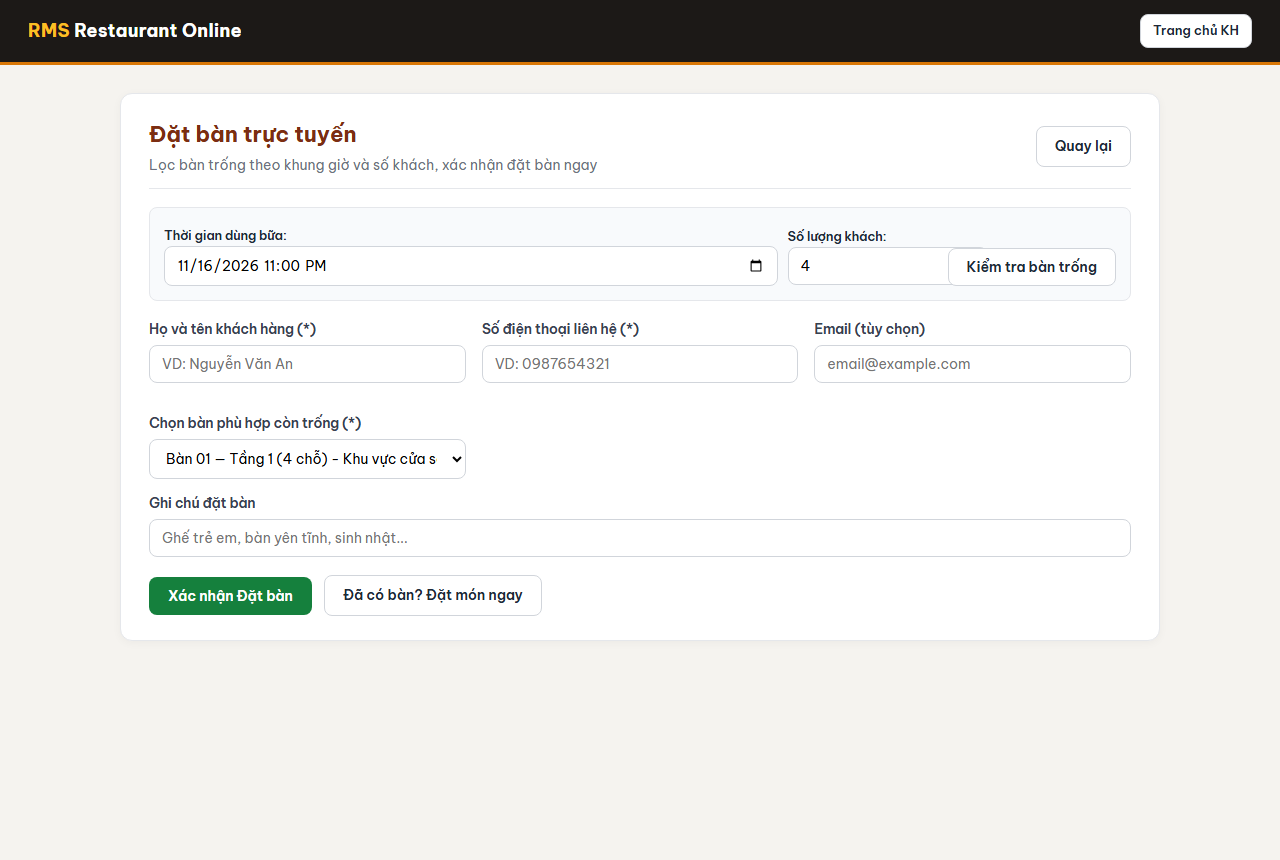 RMS Restaurant Online
Trang chủ KH
Đặt bàn trực tuyến
Lọc bàn trống theo khung giờ và số khách, xác nhận đặt bàn ngay
Quay lại
Thời gian dùng bữa:
11/16/2026 11:00 PM
Số lượng khách:
4
Kiểm tra bàn trống
Họ và tên khách hàng (*)
VD: Nguyễn Văn An
Số điện thoại liên hệ (*)
VD: 0987654321
Email (tùy chọn)
email@example.com
Chọn bàn phù hợp còn trống (*)
Bàn 01 — Tầng 1 (4 chỗ) - Khu vực cửa s
Ghi chú đặt bàn
Ghế trẻ em, bàn yên tĩnh, sinh nhật...
Xác nhận Đặt bàn
Đã có bàn? Đặt món ngay